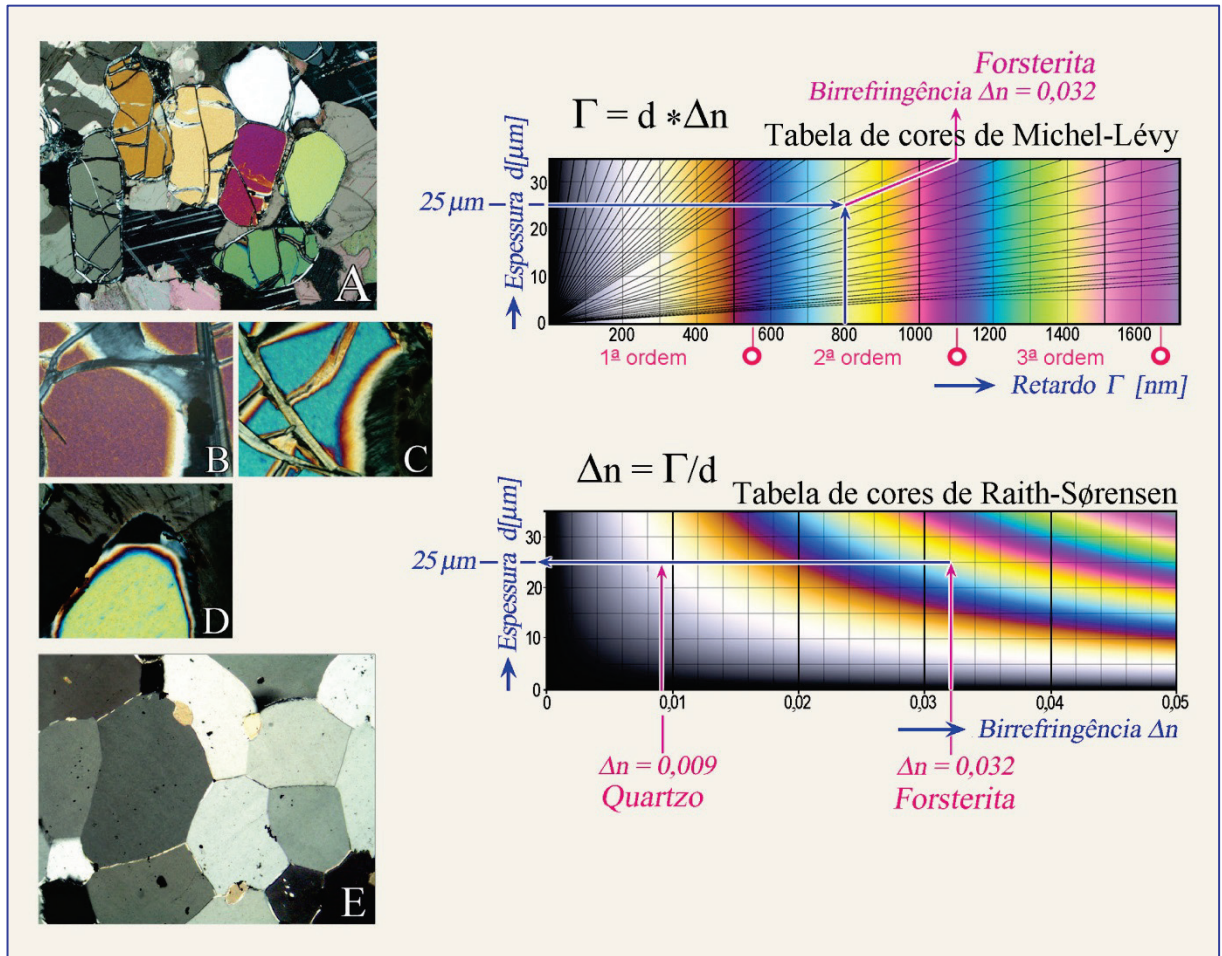 A
B
C
D
E
Forsterita
Birrefringência Δn = 0,032
Γ = d *Δn
Tabela de cores de Michel-Lévy
Espessura d[µm]
25 µm
30
20
10
0
200
400
600
800
1000
1200
1400
1600
1ª ordem
2ª ordem
3ª ordem
Retardo Γ [nm]
Δn = Γ/d
Tabela de cores de Raith-Sørensen
Espessura d[µm]
25 µm
30
20
10
0
0
0,01
0,02
0,03
0,04
0,05
Birrefringência Δn
Δn = 0,009
Quartzo
Δn = 0,032
Forsterita